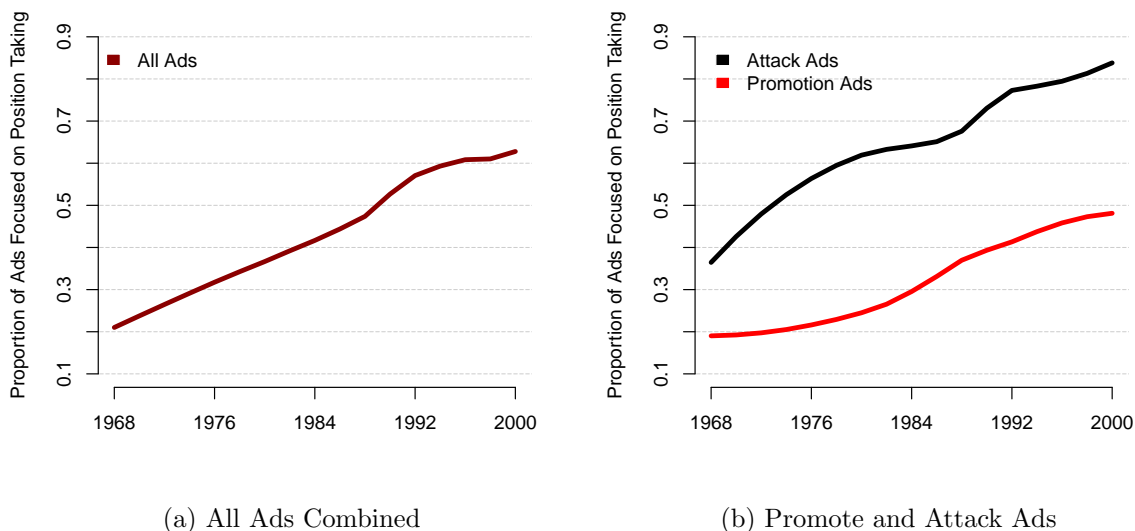 Proportion of Ads Focused on Position Taking
0.9
0.7
0.5
0.3
0.1
All Ads
1968
1976
1984
1992
2000
(a) All Ads Combined
Proportion of Ads Focused on Position Taking
0.9
0.7
0.5
0.3
0.1
Attack Ads
Promotion Ads
1968
1976
1984
1992
2000
(b) Promote and Attack Ads